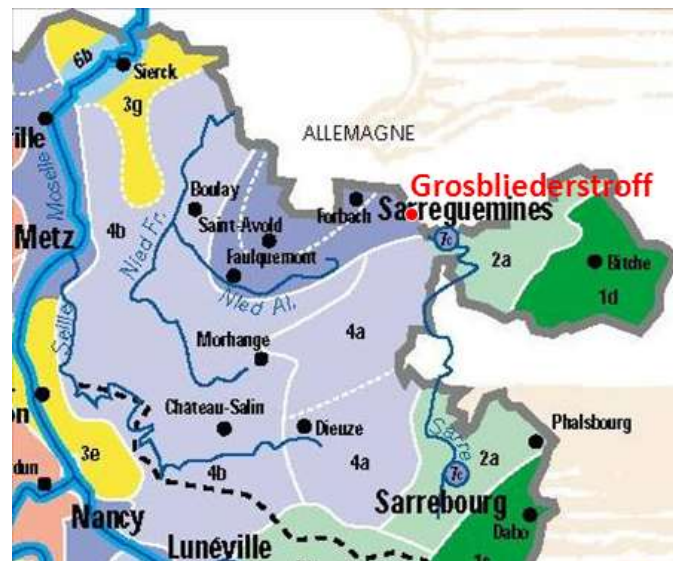 6b
Sierck
3g
ALLEMAGNE
ville
Moselle
Grosbliederstroff
Boulay
Forbach
Sarreguemines
Saint-Avold
4b
Nied Fr.
Metz
Faulquemont
7c
2a
Bitche
Nied Al.
1d
Seille
4a
Morhange
on
Château-Salin
Dieuze
Phalsbourg
Sarre
3e
2a
dun
4b
4a
7c
Sarrebourg
Nancy
Dabo
Lunéville